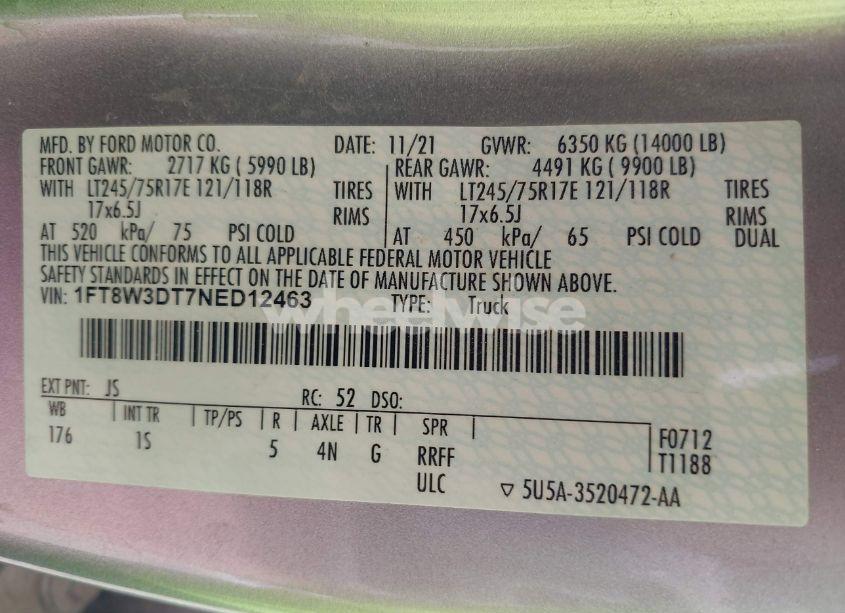 MFD. BY FORD MOTOR CO. DATE: 11/21 GVWR: 6350 KG (14000 LB)
FRONT GAWR: 2717 KG ( 5990 LB) REAR GAWR: 4491 KG ( 9900 LB)
WITH LT245/75R17E 121/118R TIRES WITH LT245/75R17E 121/118R TIRES
17x6.5J RIMS 17x6.5J RIMS
AT 520 kPa/ 75 PSI COLD AT 450 kPa/ 65 PSI COLD DUAL
THIS VEHICLE CONFORMS TO ALL APPLICABLE FEDERAL MOTOR VEHICLE
SAFETY STANDARDS IN EFFECT ON THE DATE OF MANUFACTURE SHOWN ABOVE.
VIN: 1FT8W3DT7NED12463 TYPE: Truck
wheelwise
EXT PNT: JS RC: 52 DSO:
WB INT TR TP/PS R AXLE TR SPR F0712
176 1S 5 4N G RRFF T1188
ULC ▽ 5U5A-3520472-AA